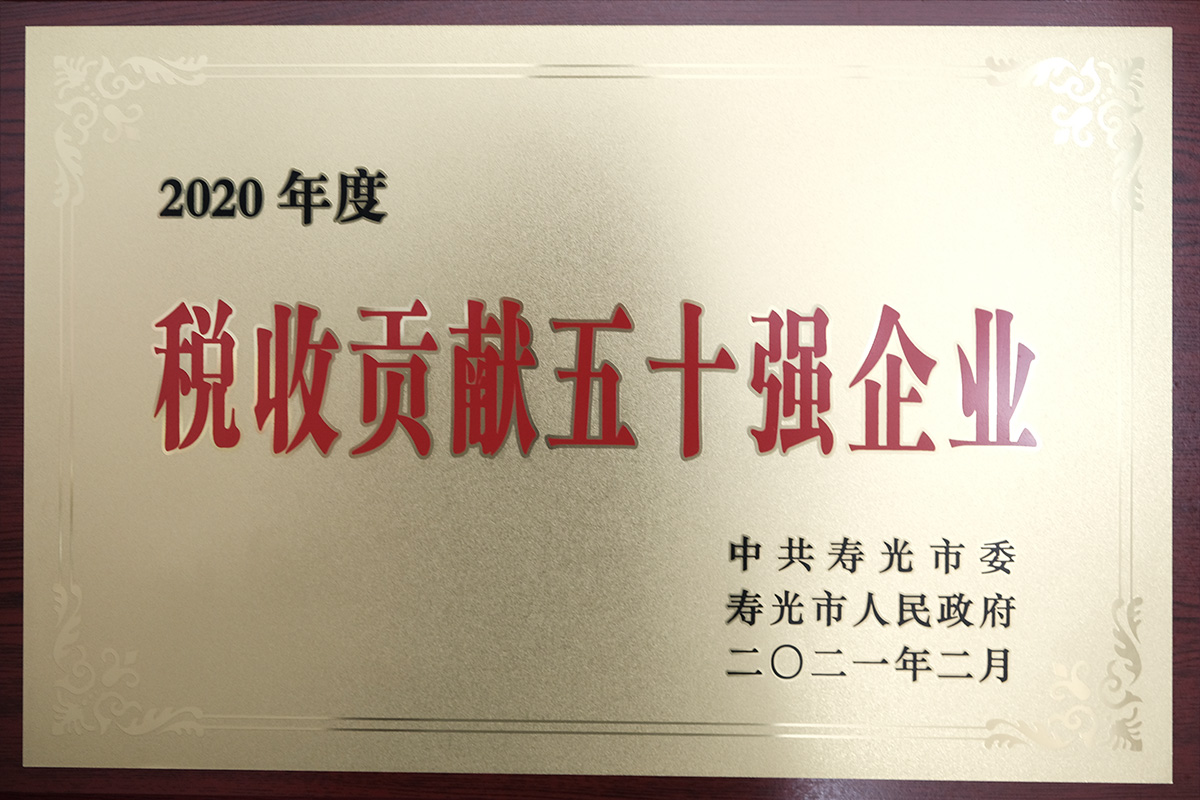 2020 年度
税收贡献五十强企业
中共寿光市委
寿光市人民政府
二〇二一年二月